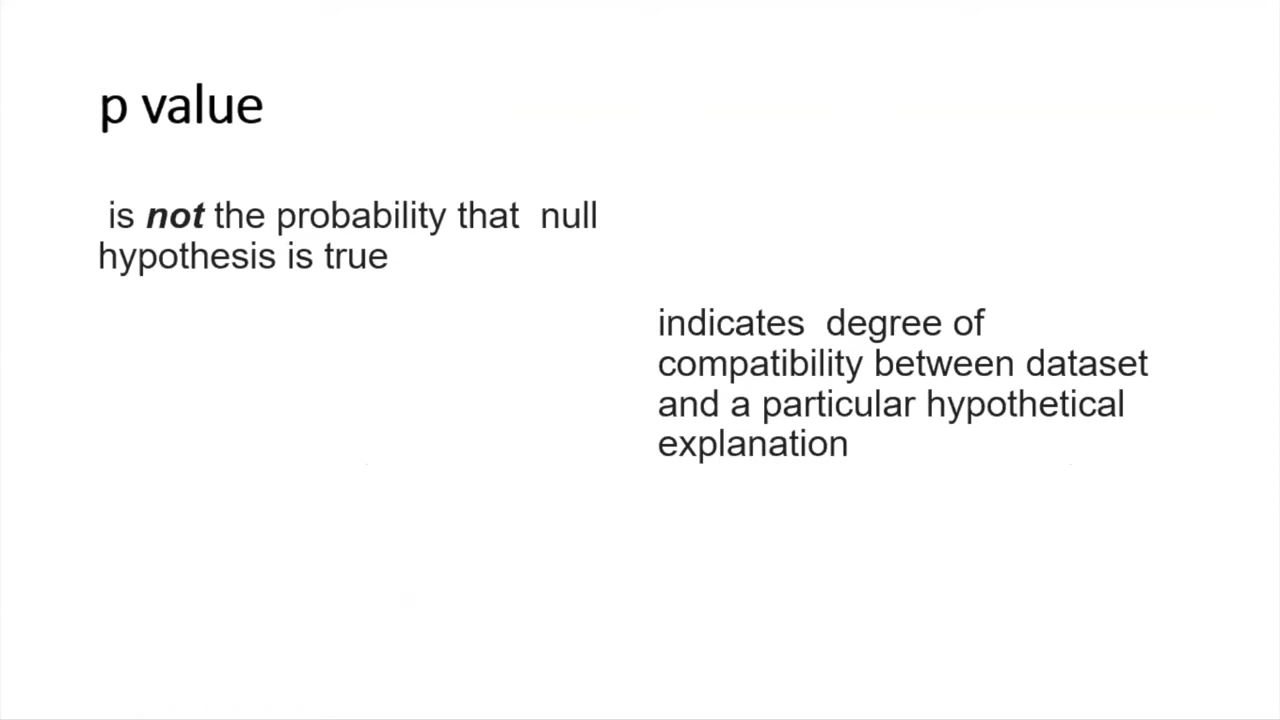 p value
is not the probability that null
hypothesis is true
indicates degree of
compatibility between dataset
and a particular hypothetical
explanation